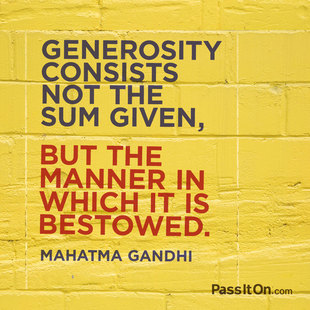 GENEROSITY
CONSISTS
NOT THE
SUM GIVEN,
BUT THE
MANNER IN
WHICH IT IS
BESTOWED.
MAHATMA GANDHI
PassItOn.com